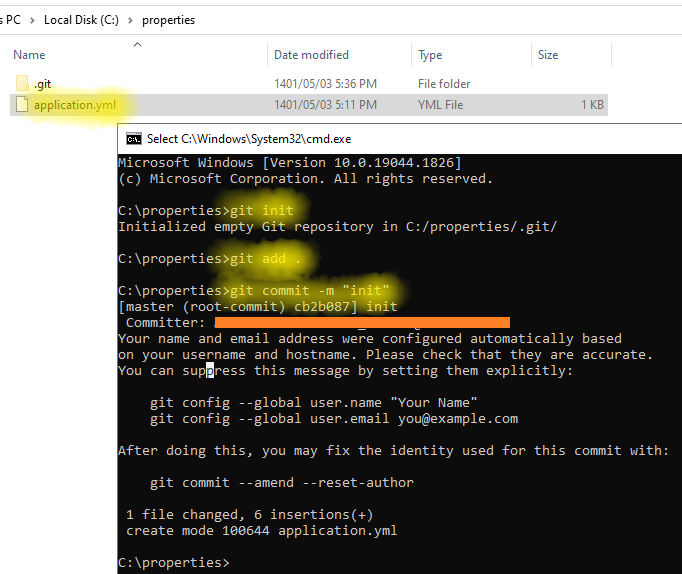 s PC > Local Disk (C:) > properties
Name Date modified Type Size
.git 1401/05/03 5:36 PM File folder
application.yml 1401/05/03 5:11 PM YML File 1 KB
Select C:\Windows\System32\cmd.exe
Microsoft Windows [Version 10.0.19044.1826]
(c) Microsoft Corporation. All rights reserved.
C:\properties>git init
Initialized empty Git repository in C:/properties/.git/
C:\properties>git add .
C:\properties>git commit -m "init"
[master (root-commit) cb2b087] init
Committer:
Your name and email address were configured automatically based
on your username and hostname. Please check that they are accurate.
You can suppress this message by setting them explicitly:
git config --global user.name "Your Name"
git config --global user.email you@example.com
After doing this, you may fix the identity used for this commit with:
git commit --amend --reset-author
1 file changed, 6 insertions(+)
create mode 100644 application.yml
C:\properties>